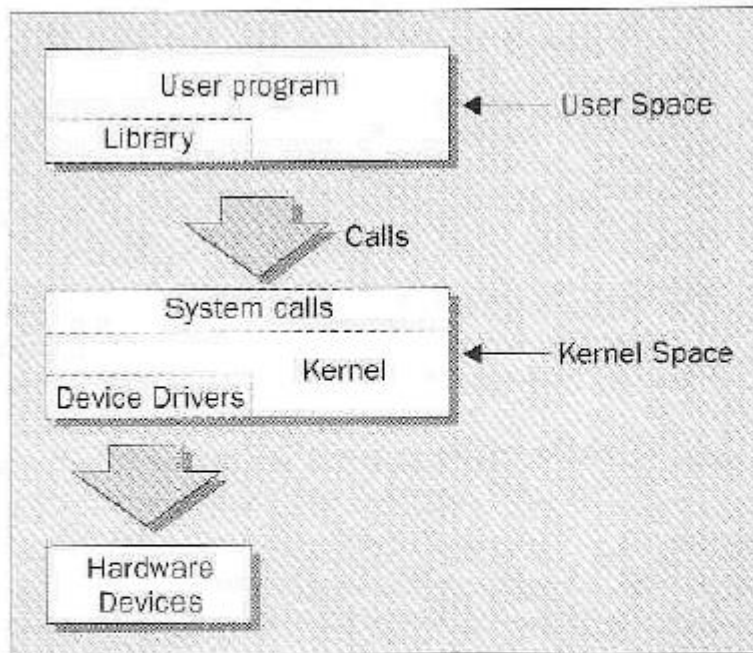 User program
Library
User Space
Calls
System calls
Kernel
Device Drivers
Kernel Space
Hardware
Devices